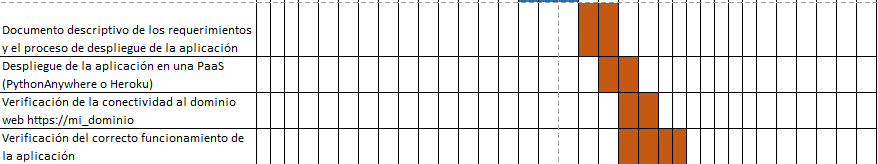 Documento descriptivo de los requerimientos
y el proceso de despliegue de la aplicación
Despliegue de la aplicación en una PaaS
(PythonAnywhere o Heroku)
Verificación de la conectividad al dominio
web https://mi_dominio
Verificación del correcto funcionamiento de
la aplicación